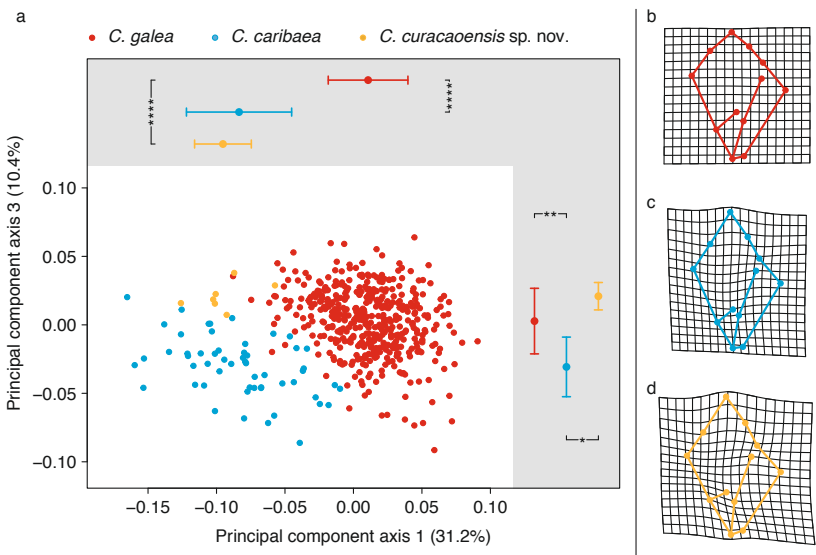 a
C. galea C. caribaea C. curacaoensis sp. nov.
****
****
**
*
Principal component axis 3 (10.4%)
0.10
0.05
0.00
−0.05
−0.10
−0.15 −0.10 −0.05 0.00 0.05 0.10
Principal component axis 1 (31.2%)
b
c
d